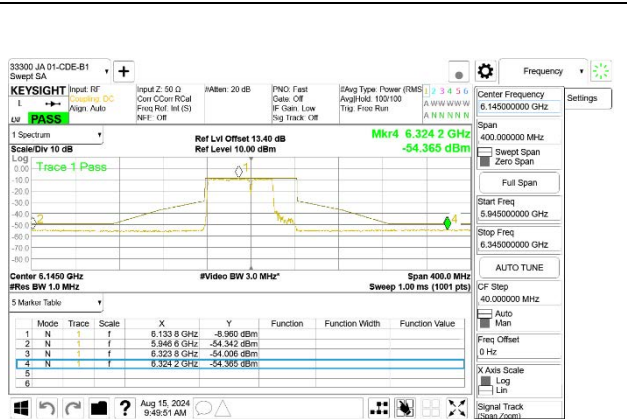 33300 JA 01-CDE-B1
Swept SA
Frequency
KEYSIGHT
L
PASS
Input: RF
Coupling: DC
Align: Auto
Input Z: 50 Ω
Corr CCorr RCal
Freq Ref: Int (S)
NFE: Off
#Atten: 20 dB
PNO: Fast
Gate: Off
IF Gain: Low
Sig Track: Off
#Avg Type: Power (RMS
Avg|Hold: 100/100
Trig: Free Run
1 2 3 4 5 6
A W W W W W
A N N N N N
1 Spectrum
Scale/Div 10 dB
Ref Lvl Offset 13.40 dB
Ref Level 10.00 dBm
Mkr4 6.324 2 GHz
-54.365 dBm
Log
Trace 1 Pass
0.00
-10.0
-20.0
-30.0
-40.0
-50.0
-60.0
-70.0
-80.0
1
2
4
Center 6.1450 GHz
#Res BW 1.0 MHz
#Video BW 3.0 MHz*
Span 400.0 MHz
Sweep 1.00 ms (1001 pts)
5 Marker Table
Mode Trace Scale X Y Function Function Width Function Value
1 N 1 f 6.133 8 GHz -8.960 dBm
2 N 1 f 5.946 6 GHz -54.342 dBm
3 N 1 f 6.323 8 GHz -54.006 dBm
4 N 1 f 6.324 2 GHz -54.365 dBm
5
6
Aug 15, 2024
9:49:51 AM
Center Frequency
6.145000000 GHz
Span
400.000000 MHz
Swept Span
Zero Span
Full Span
Start Freq
5.945000000 GHz
Stop Freq
6.345000000 GHz
AUTO TUNE
CF Step
40.000000 MHz
Auto
Man
Freq Offset
0 Hz
X Axis Scale
Log
Lin
Signal Track
(Span Zoom)
Settings